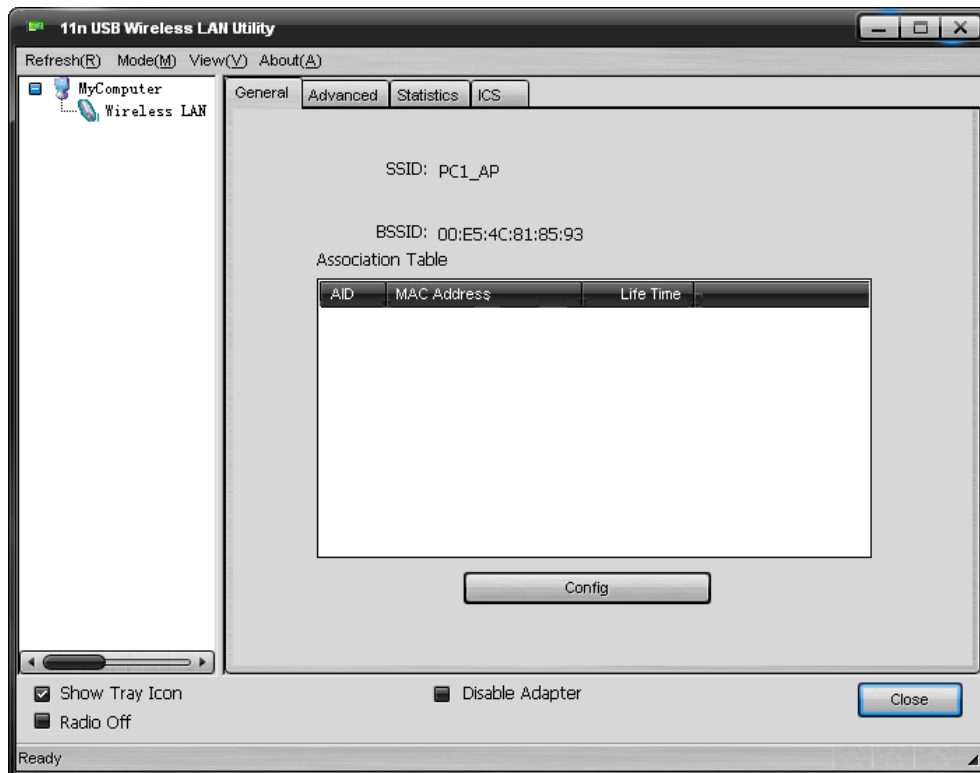 11n USB Wireless LAN Utility
Refresh(R) Mode(M) View(V) About(A)
MyComputer
Wireless LAN
General Advanced Statistics ICS
SSID: PC1_AP
BSSID: 00:E5:4C:81:85:93
Association Table
AID MAC Address Life Time
Config
Show Tray Icon
Radio Off
Disable Adapter
Close
Ready